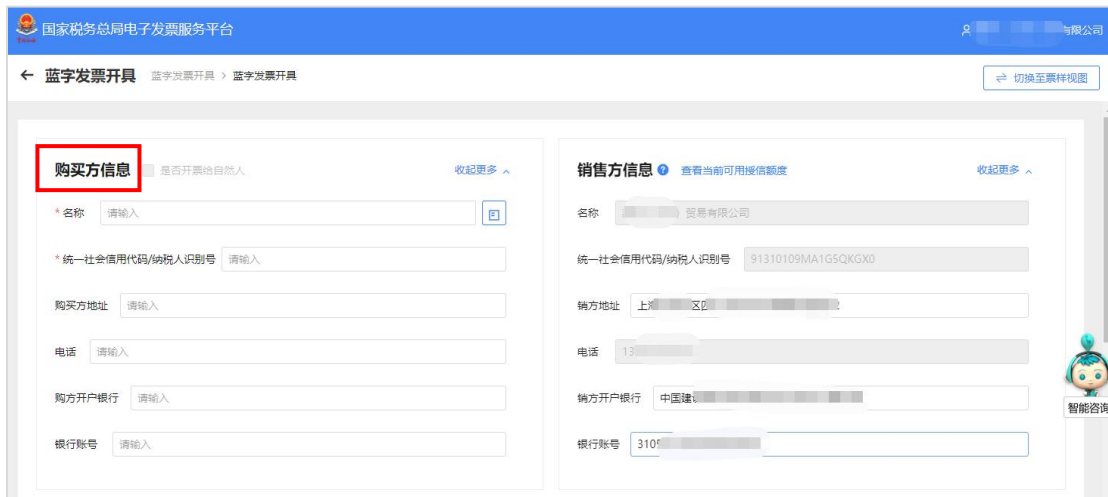 国家税务总局电子发票服务平台
有限公司
蓝字发票开具 蓝字发票开具 > 蓝字发票开具
切换至票样视图
购买方信息 是否开票给自然人 收起更多
* 名称 请输入
* 统一社会信用代码/纳税人识别号 请输入
购买方地址 请输入
电话 请输入
购方开户银行 请输入
银行账号 请输入
销售方信息 ? 查看当前可用授信额度 收起更多
名称 贸易有限公司
统一社会信用代码/纳税人识别号 91310109MA1G5QKGX0
销方地址 上 区
电话 13
销方开户银行 中国建
银行账号 310
智能咨询